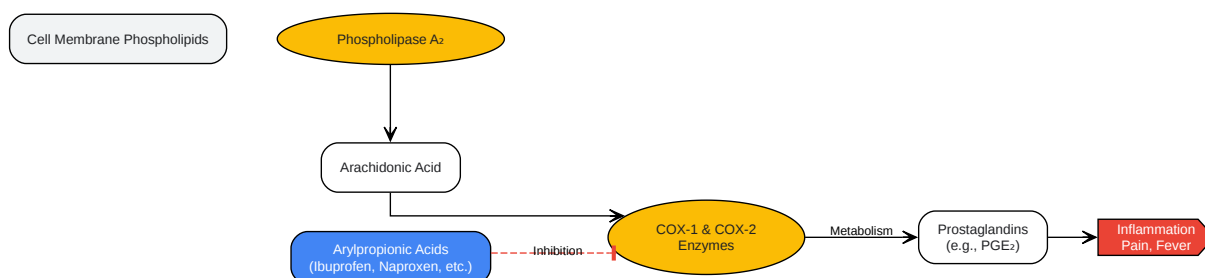 Cell Membrane Phospholipids
Phospholipase A₂
Arachidonic Acid
Arylpropionic Acids
(Ibuprofen, Naproxen, etc.)
Inhibition
COX-1 & COX-2
Enzymes
Metabolism
Prostaglandins
(e.g., PGE₂)
Inflammation
Pain, Fever